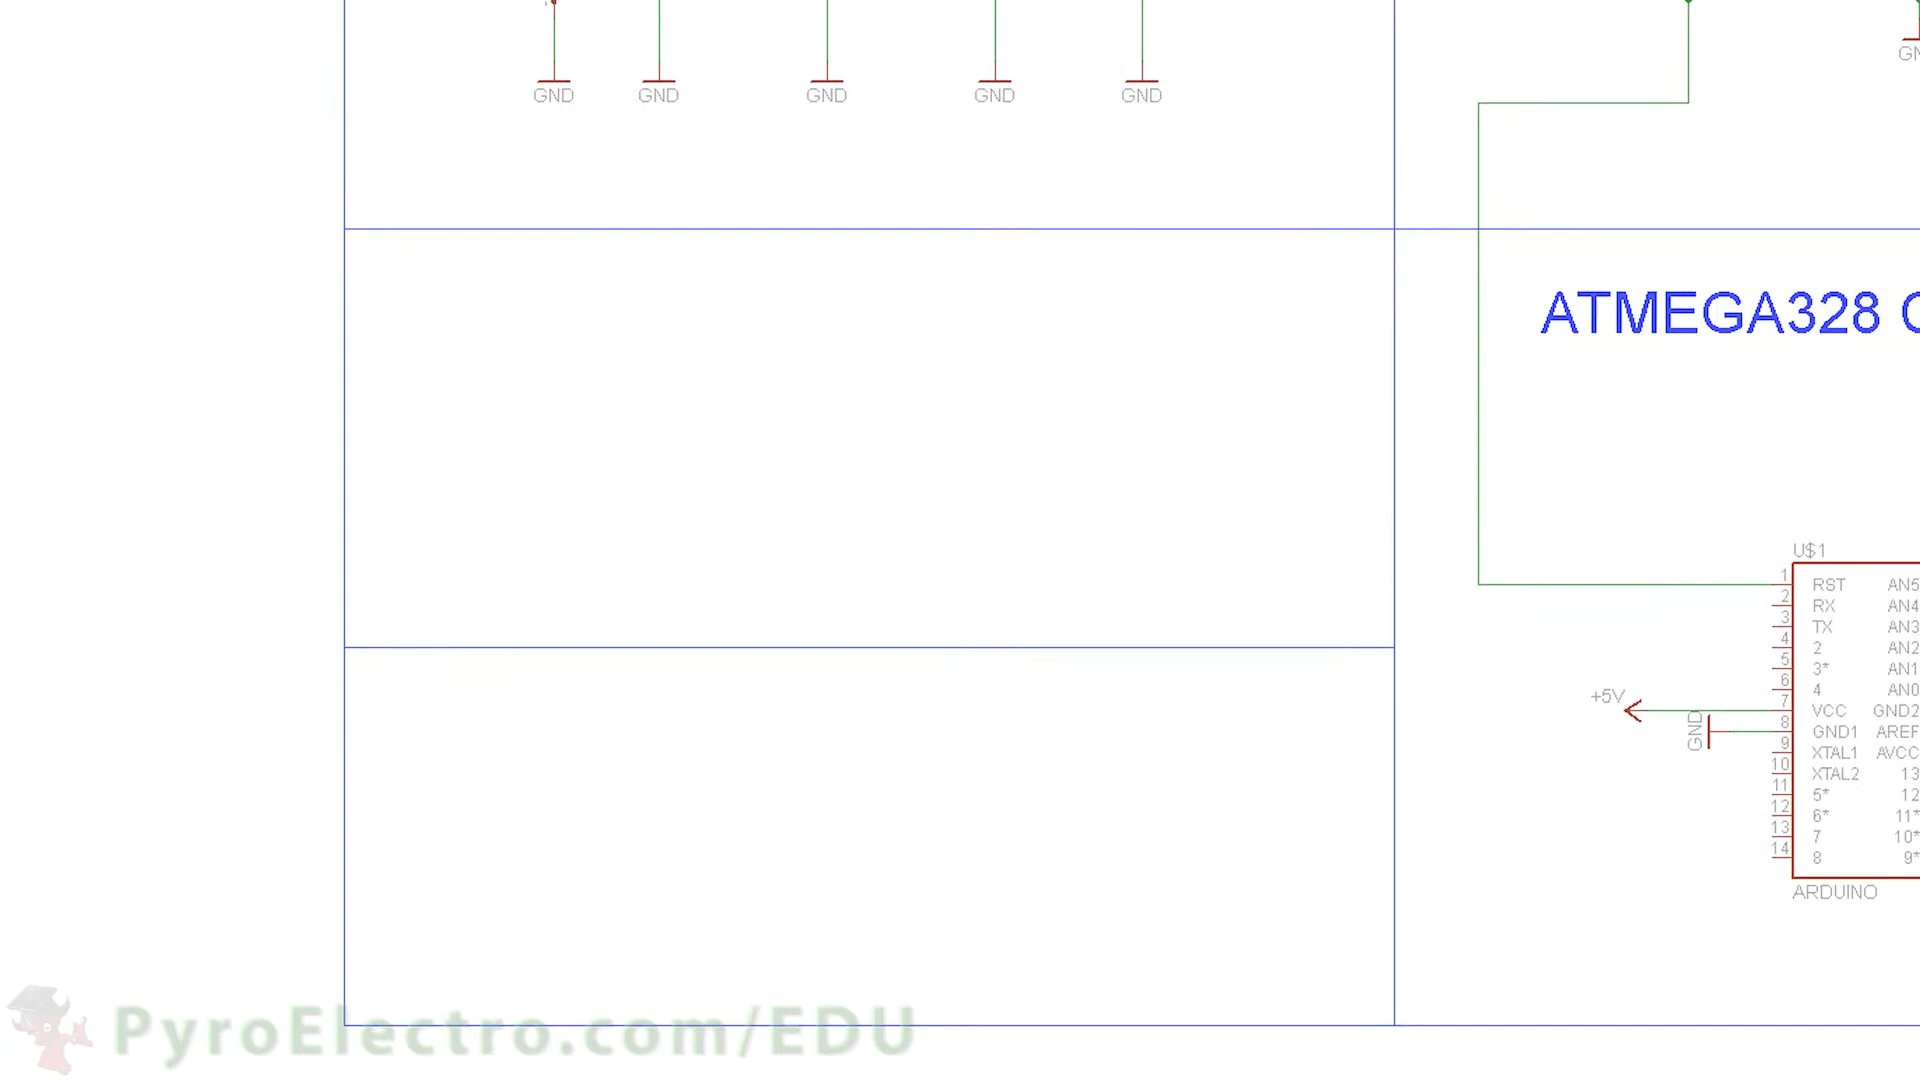 GND GND GND GND GND
ATMEGA328
U$1
1 RST AN5
2 RX AN4
3 TX AN3
4 2 AN2
5 3* AN1
6 4 AN0
+5V
7 VCC GND2
GND
8 GND1 AREF
9 XTAL1 AVCC
10 XTAL2 13
11 5* 12
12 6* 11*
13 7 10*
14 8 9*
ARDUINO
PyroElectro.com/EDU